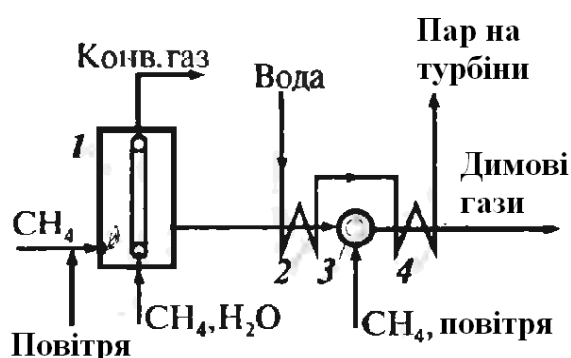 Конв. газ
Пар на
турбіни
Вода
1
Димові
гази
CH₄
2
3
4
CH₄, H₂O
CH₄, повітря
Повітря